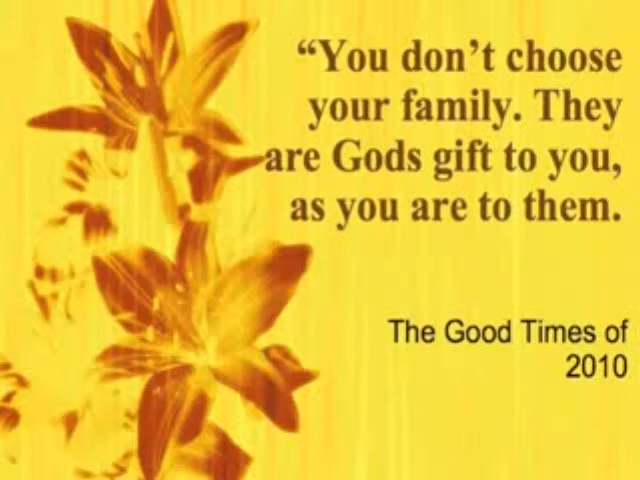 “You don’t choose
your family. They
are Gods gift to you,
as you are to them.
The Good Times of
2010